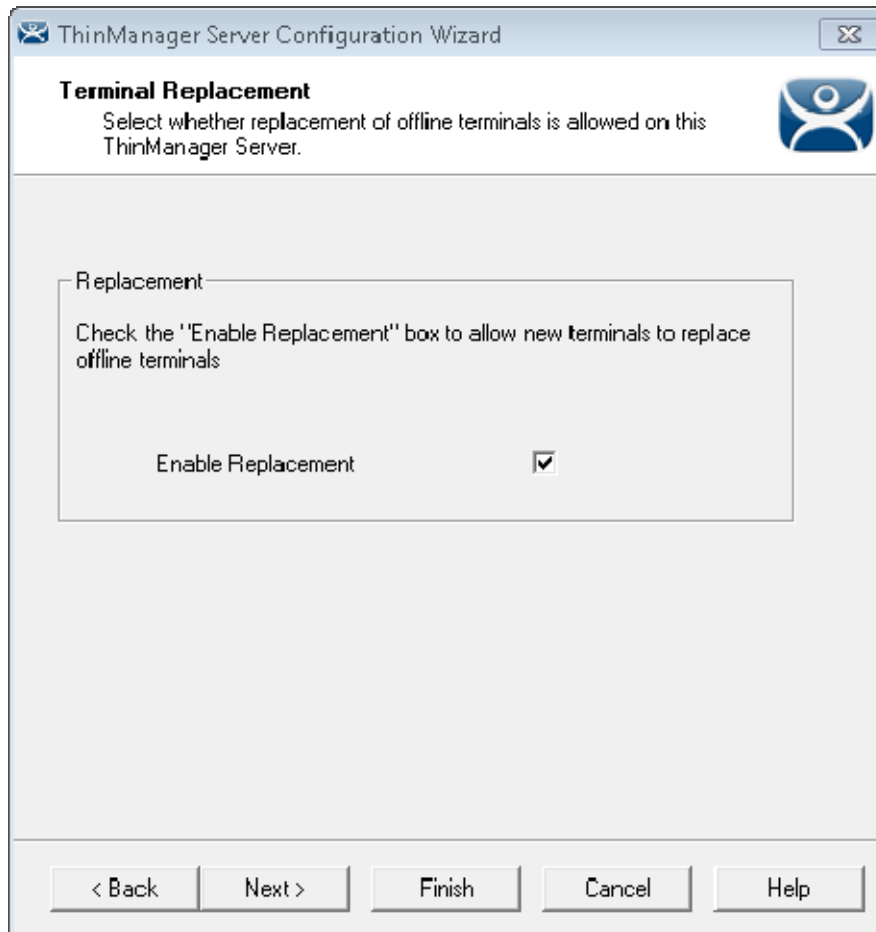 ThinManager Server Configuration Wizard
Terminal Replacement
Select whether replacement of offline terminals is allowed on this
ThinManager Server.
Replacement
Check the "Enable Replacement" box to allow new terminals to replace
offline terminals
Enable Replacement
< Back Next > Finish Cancel Help